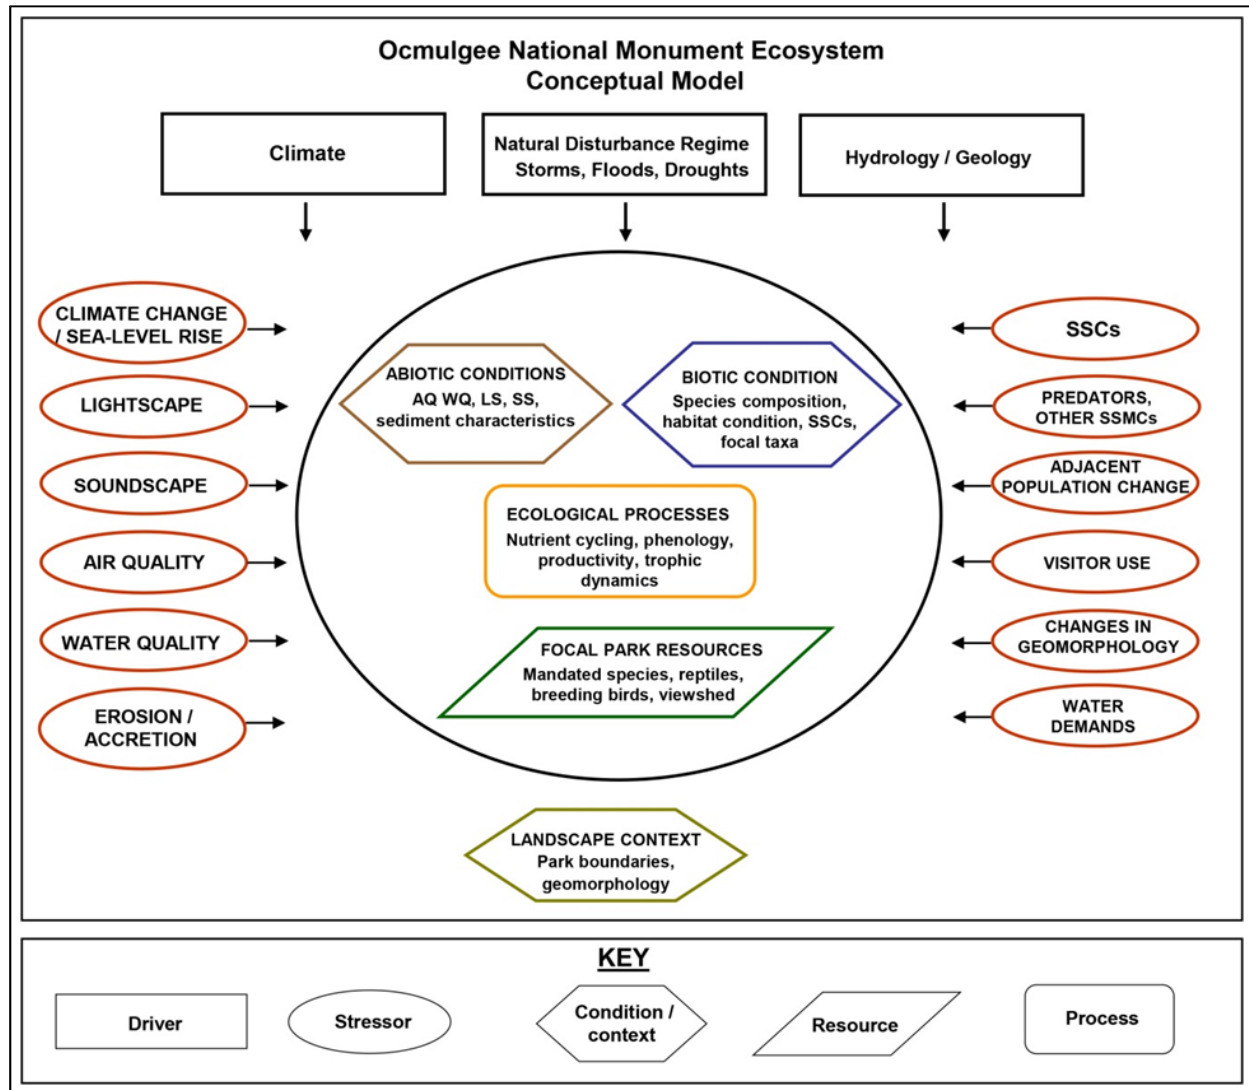 Ocmulgee National Monument Ecosystem
Conceptual Model
Climate
Natural Disturbance Regime
Storms, Floods, Droughts
Hydrology / Geology
CLIMATE CHANGE
/ SEA-LEVEL RISE
LIGHTSCAPE
SOUNDSCAPE
AIR QUALITY
WATER QUALITY
EROSION /
ACCRETION
ABIOTIC CONDITIONS
AQ WQ, LS, SS,
sediment characteristics
BIOTIC CONDITION
Species composition,
habitat condition, SSCs,
focal taxa
ECOLOGICAL PROCESSES
Nutrient cycling, phenology,
productivity, trophic
dynamics
FOCAL PARK RESOURCES
Mandated species, reptiles,
breeding birds, viewshed
SSCs
PREDATORS,
OTHER SSMCs
ADJACENT
POPULATION CHANGE
VISITOR USE
CHANGES IN
GEOMORPHOLOGY
WATER
DEMANDS
LANDSCAPE CONTEXT
Park boundaries,
geomorphology
KEY
Driver
Stressor
Condition /
context
Resource
Process